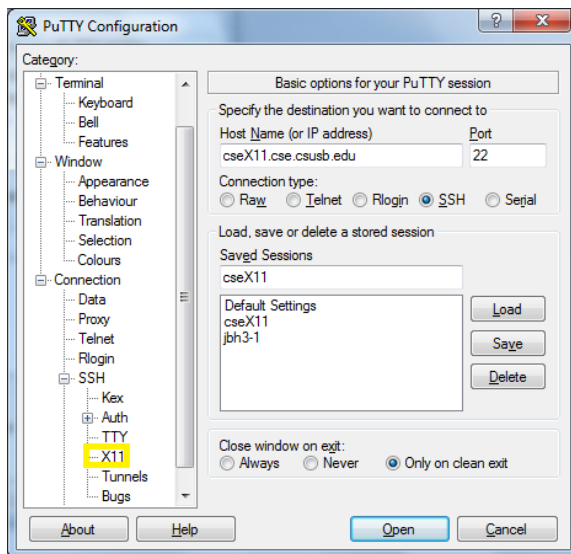 PuTTY Configuration
Category:
Terminal
Keyboard
Bell
Features
Window
Appearance
Behaviour
Translation
Selection
Colours
Connection
Data
Proxy
Telnet
Rlogin
SSH
Kex
Auth
TTY
X11
Tunnels
Bugs
Basic options for your PuTTY session
Specify the destination you want to connect to
Host Name (or IP address) Port
cseX11.cse.csusb.edu 22
Connection type:
Raw Telnet Rlogin SSH Serial
Load, save or delete a stored session
Saved Sessions
cseX11
Default Settings
cseX11
jbh3-1
Load
Save
Delete
Close window on exit:
Always Never Only on clean exit
About Help Open Cancel